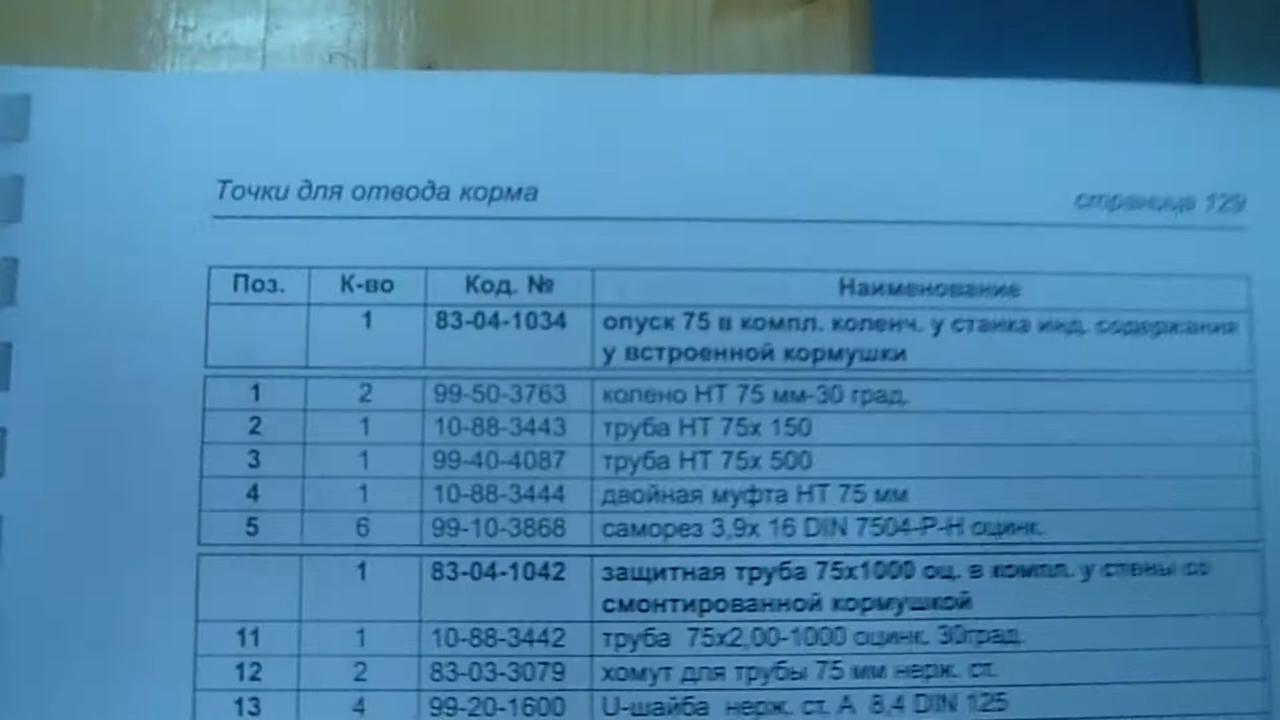 Точки для отвода корма
страница 129
Поз. К-во Код. № Наименование
1 83-04-1034 опуск 75 в компл. коленч. у станка инд. содержания
у встроенной кормушки
1 2 99-50-3763 колено НТ 75 мм-30 град.
2 1 10-88-3443 труба НТ 75х 150
3 1 99-40-4087 труба НТ 75х 500
4 1 10-88-3444 двойная муфта НТ 75 мм
5 6 99-10-3868 саморез 3,9х 16 DIN 7504-P-H оцинк.
1 83-04-1042 защитная труба 75х1000 оц. в компл. у стены со
смонтированной кормушкой
11 1 10-88-3442 труба 75х2,00-1000 оцинк. 30град.
12 2 83-03-3079 хомут для трубы 75 мм нерж. ст.
13 4 99-20-1600 U-шайба нерж. ст. А 8,4 DIN 125